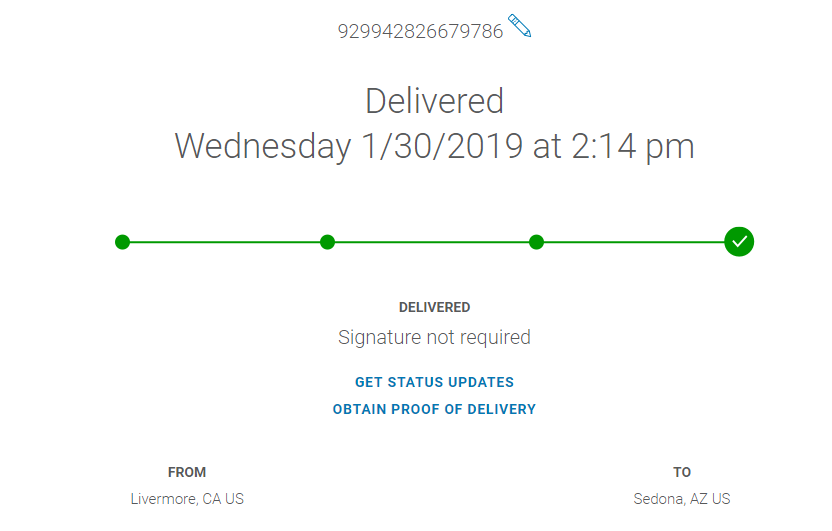 929942826679786
Delivered
Wednesday 1/30/2019 at 2:14 pm
DELIVERED
Signature not required
GET STATUS UPDATES
OBTAIN PROOF OF DELIVERY
FROM
TO
Livermore, CA US
Sedona, AZ US